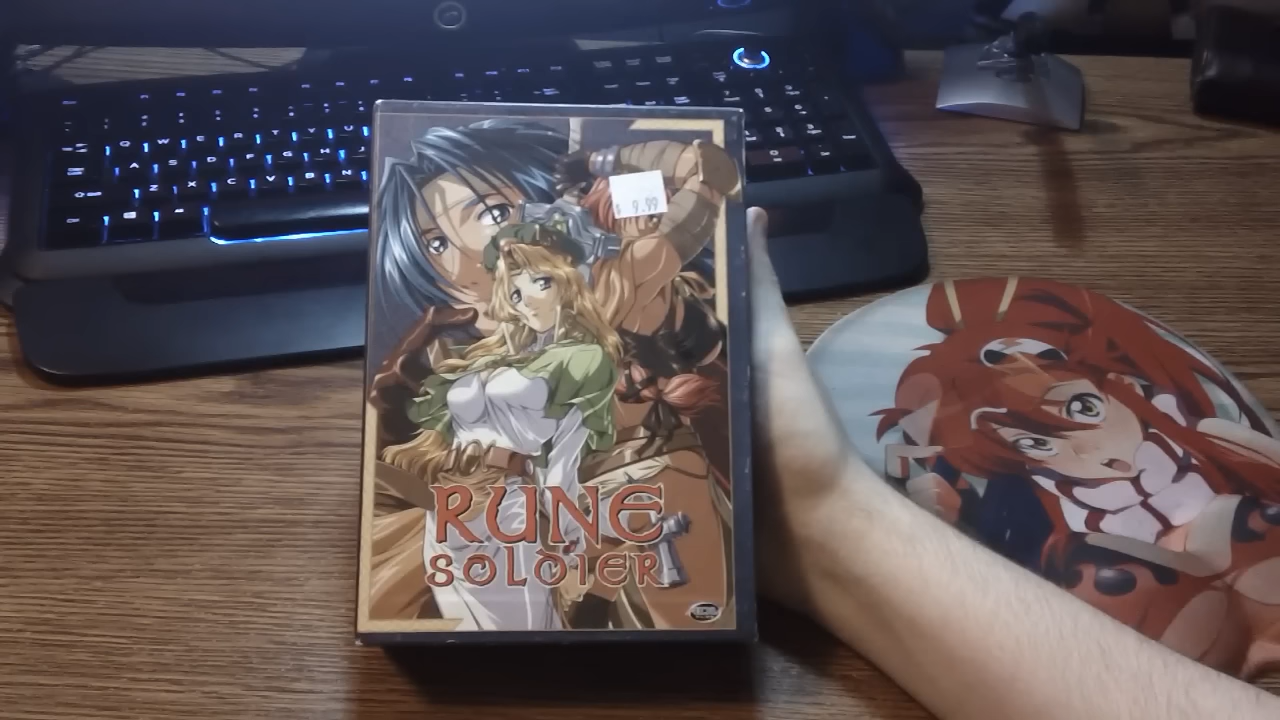 $ 9.99
RUNE
SOLDIER
Q W E R T Y U
A S D F G H J
Z X C V B N